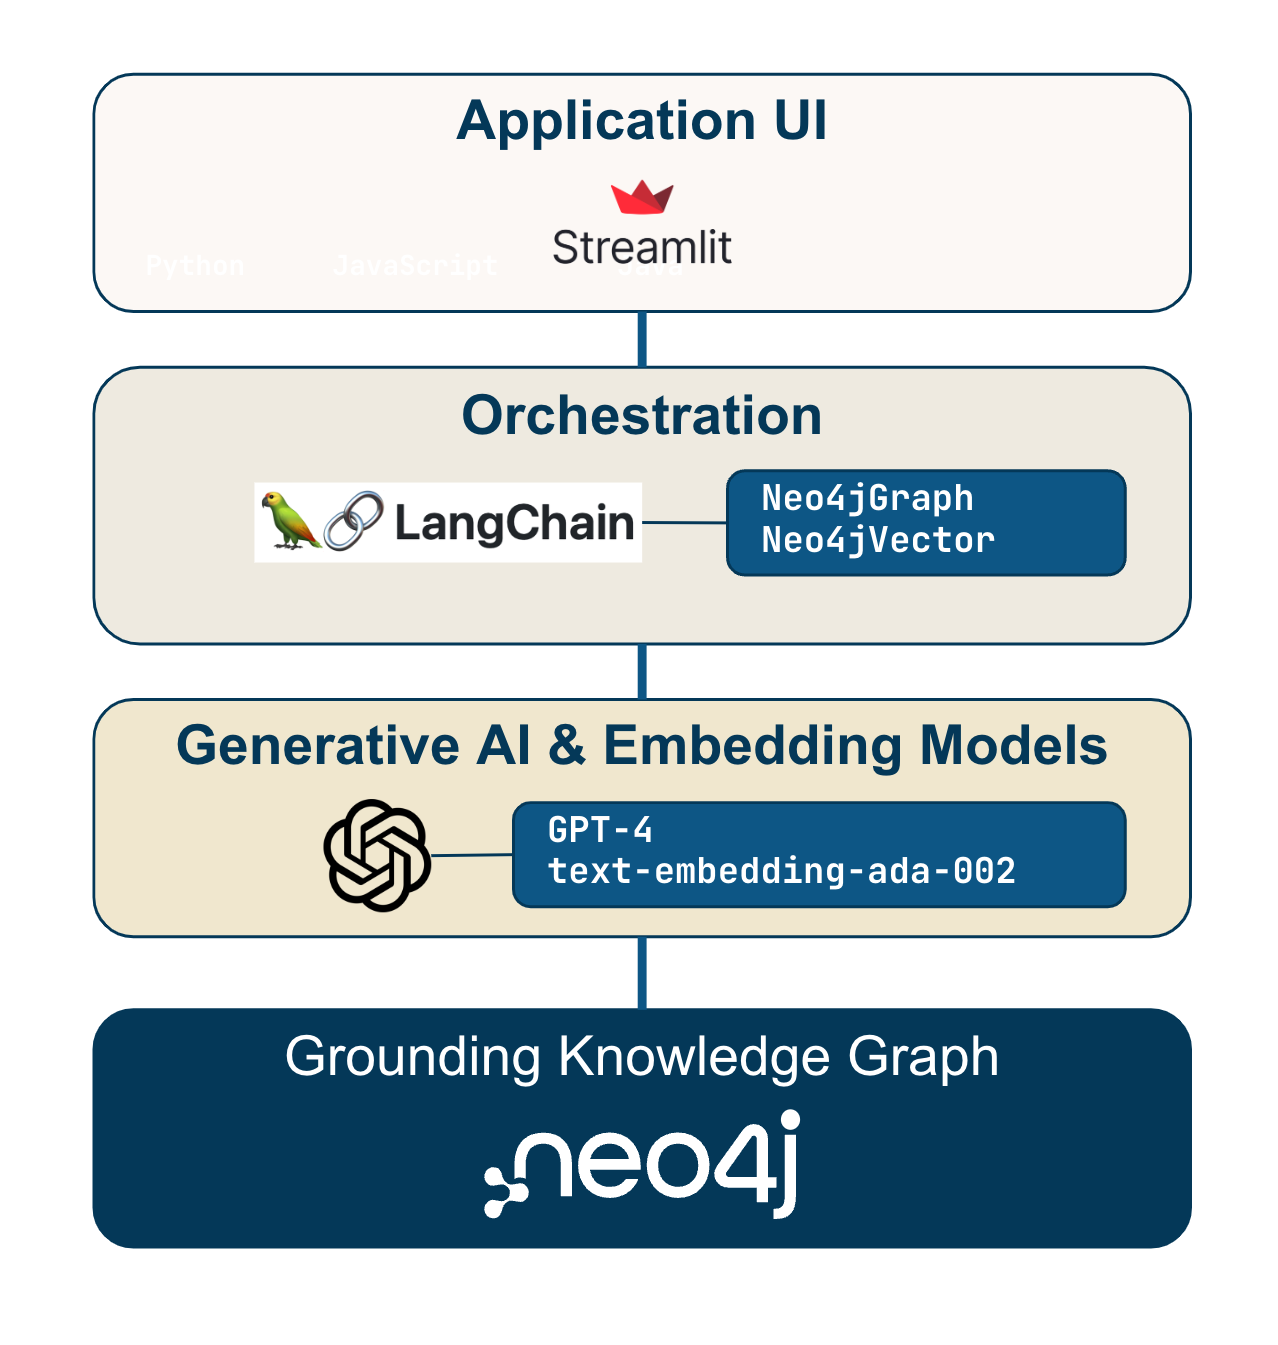 Application UI
Streamlit
Python JavaScript Java
Orchestration
LangChain
Neo4jGraph
Neo4jVector
Generative AI & Embedding Models
GPT-4
text-embedding-ada-002
Grounding Knowledge Graph
neo4j